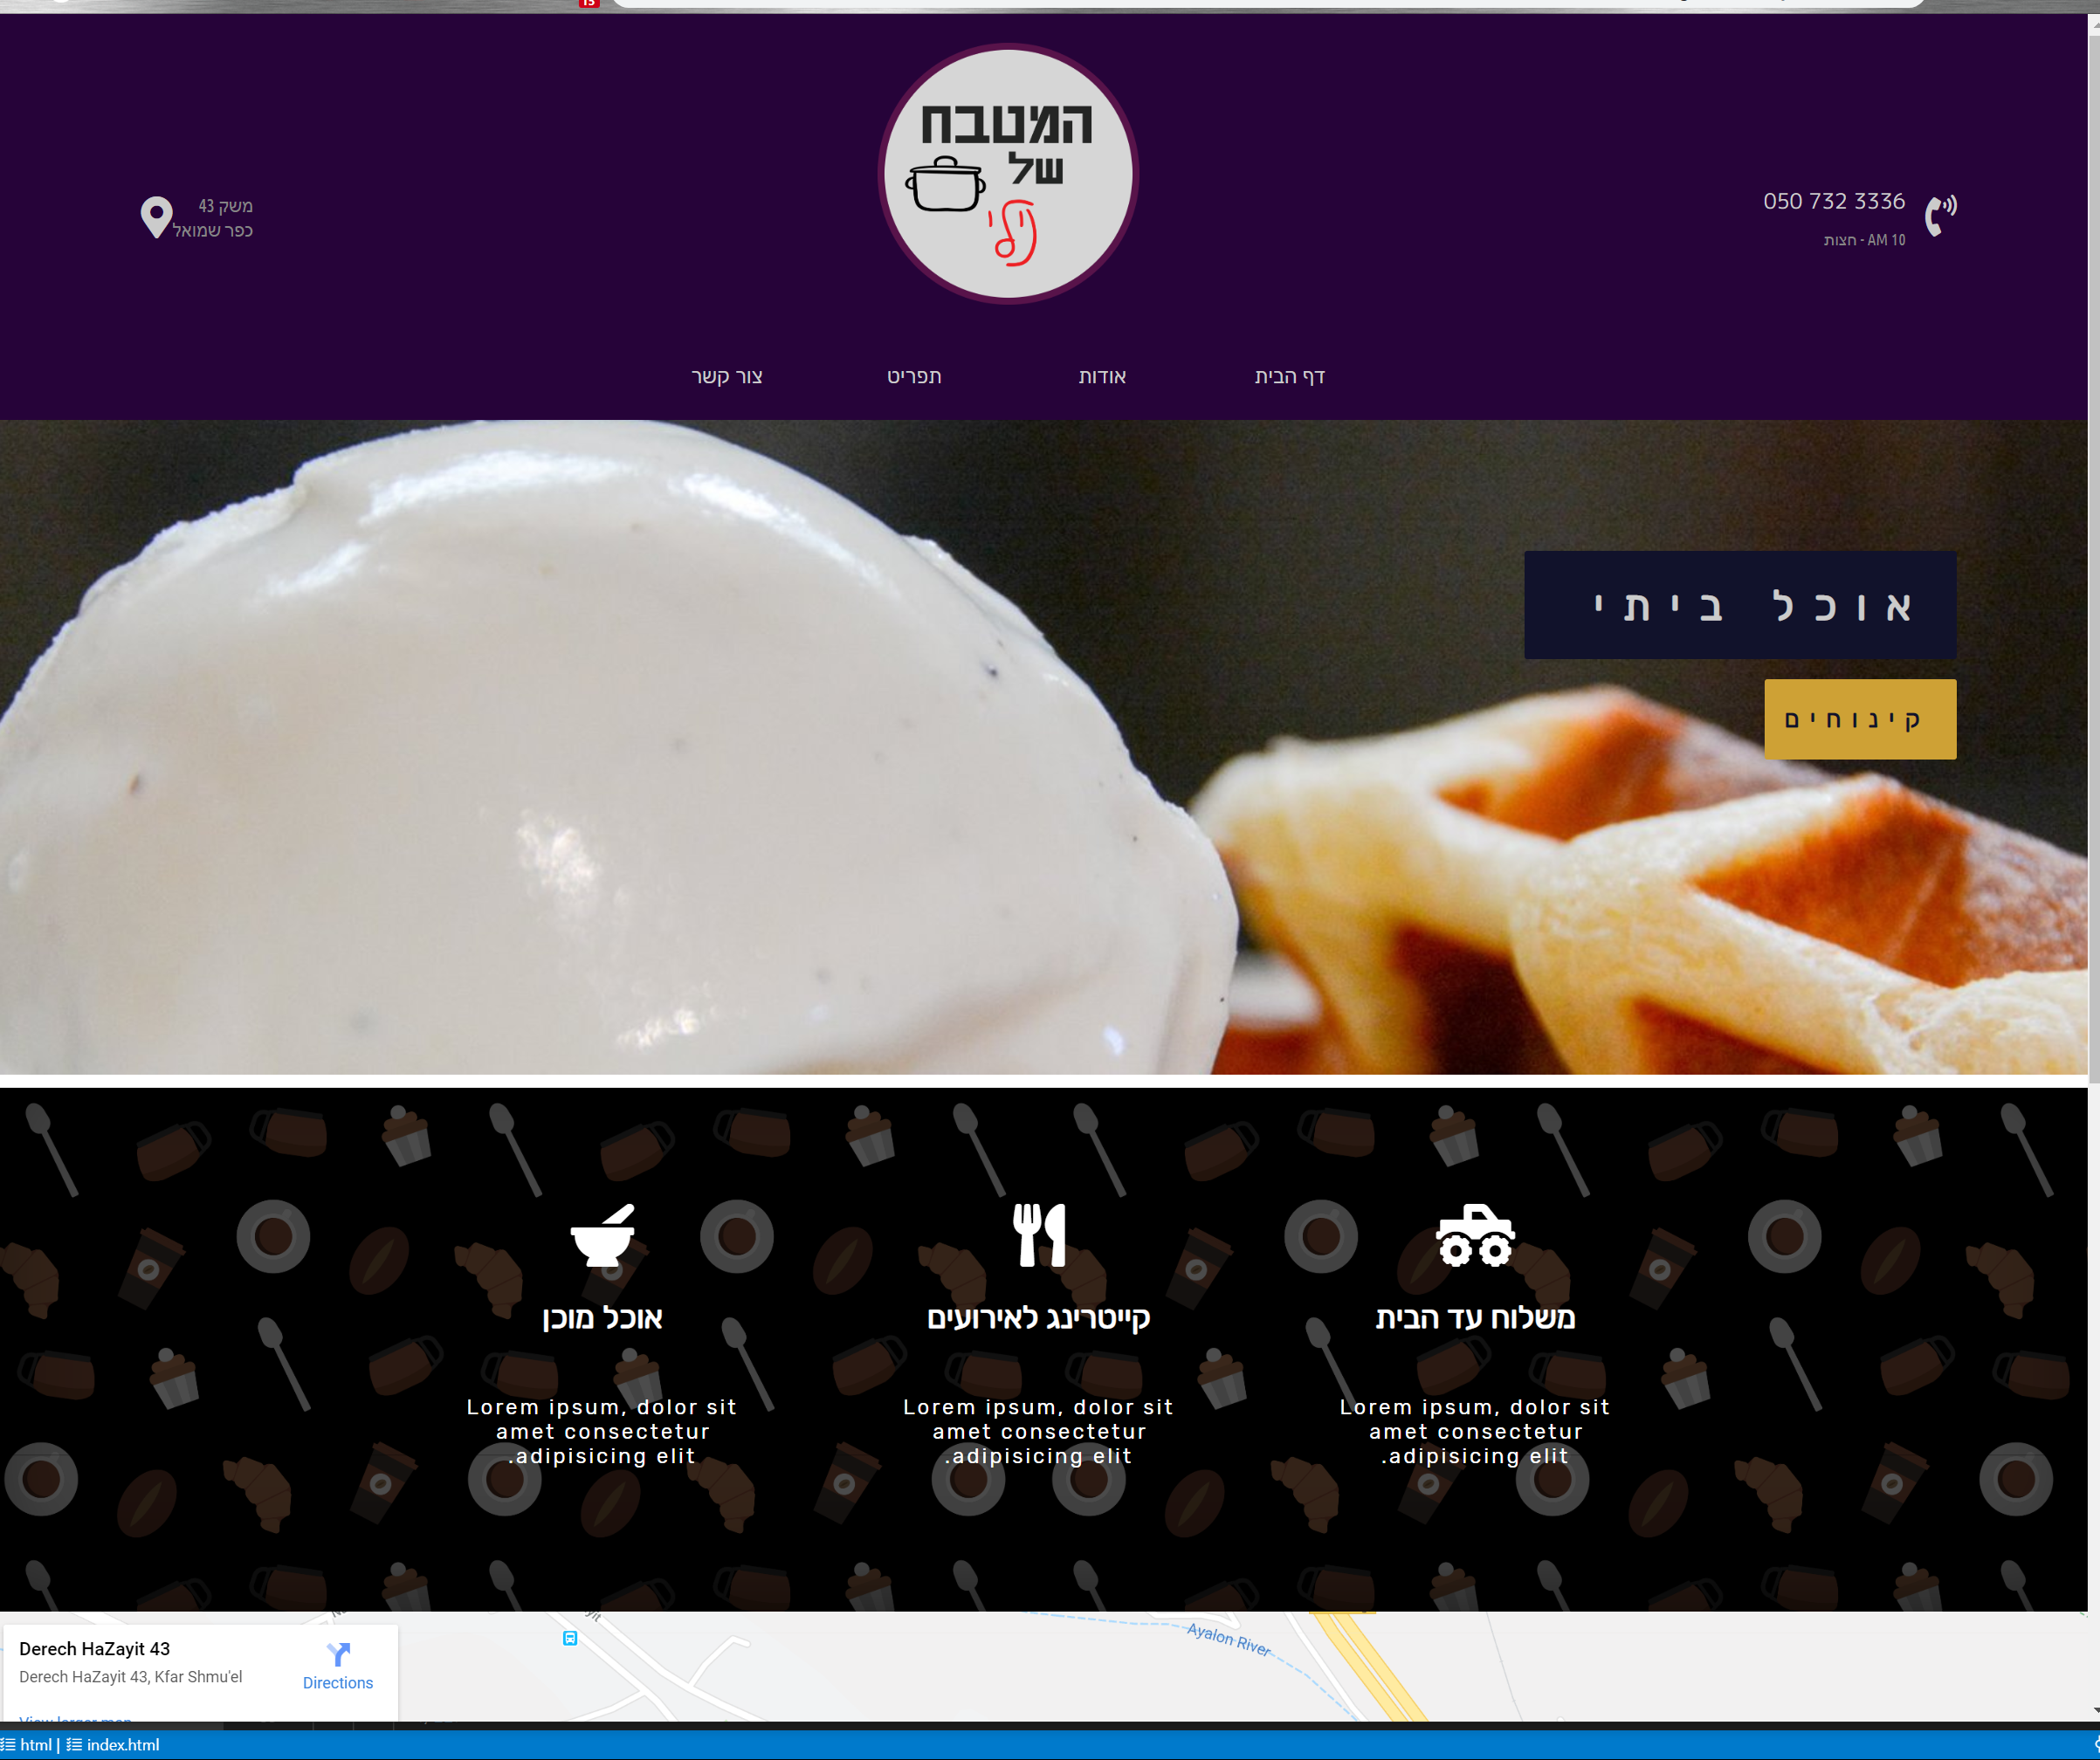 15
המטבח
של
050 732 3336
10 AM - חצות
משק 43
כפר שמואל
דף הבית
אודות
תפריט
צור קשר
אוכל ביתי
קינוחים
משלוח עד הבית
Lorem ipsum, dolor sit
amet consectetur
.adipisicing elit
קייטרינג לאירועים
Lorem ipsum, dolor sit
amet consectetur
.adipisicing elit
אוכל מוכן
Lorem ipsum, dolor sit
amet consectetur
.adipisicing elit
Derech HaZayit 43
Derech HaZayit 43, Kfar Shmu'el
Directions
View larger map
Ayalon River
html | index.html